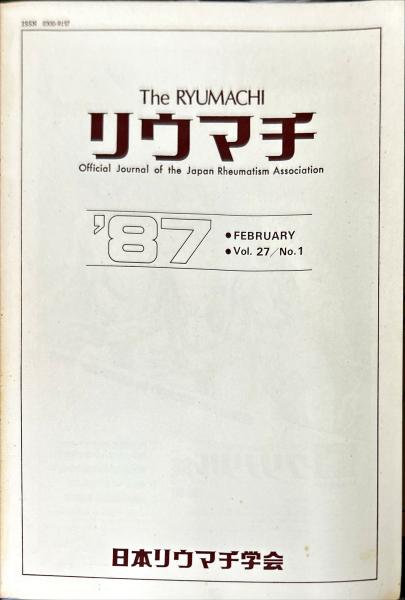 ISSN 0300-9157
The RYUMACHI
リウマチ
Official Journal of the Japan Rheumatism Association
'87
●FEBRUARY
●Vol. 27／No.1
日本リウマチ学会